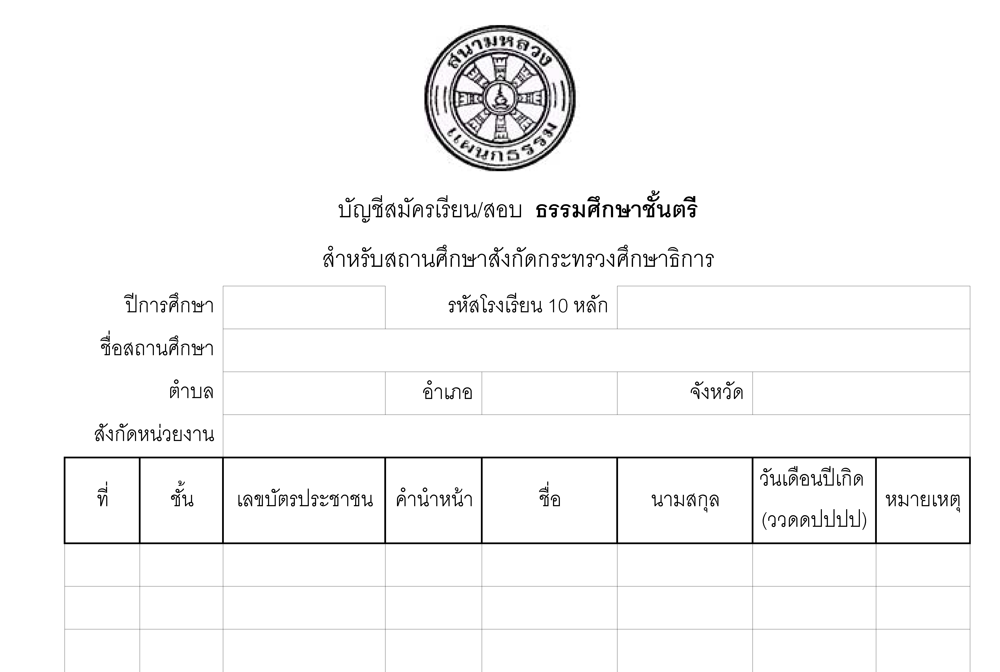 สนามหลวง
แผนกธรรม
บัญชีสมัครเรียน/สอบ ธรรมศึกษาชั้นตรี
สำหรับสถานศึกษาสังกัดกระทรวงศึกษาธิการ
ปีการศึกษา รหัสโรงเรียน 10 หลัก
ชื่อสถานศึกษา
ตำบล อำเภอ จังหวัด
สังกัดหน่วยงาน
ที่ ชั้น เลขบัตรประชาชน คำนำหน้า ชื่อ นามสกุล วันเดือนปีเกิด หมายเหตุ
(ววดดปปปป)